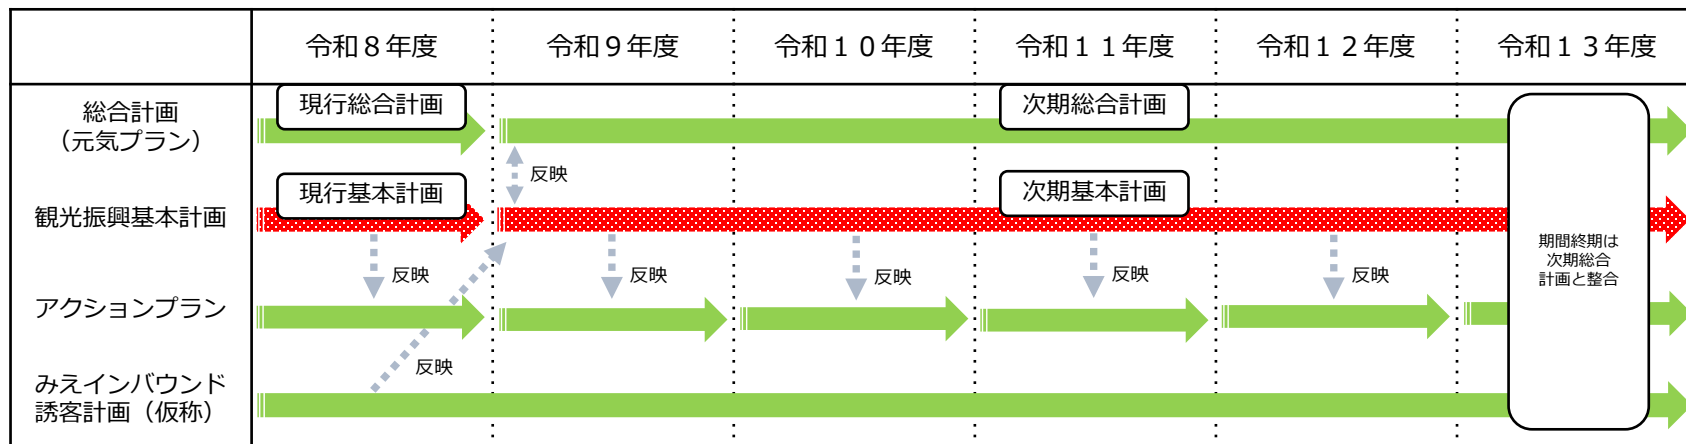 令和８年度
令和９年度
令和１０年度
令和１１年度
令和１２年度
令和１３年度
総合計画
（元気プラン）
現行総合計画
次期総合計画
反映
観光振興基本計画
現行基本計画
次期基本計画
反映
反映
反映
反映
反映
アクションプラン
反映
みえインバウンド
誘客計画（仮称）
期間終期は
次期総合
計画と整合